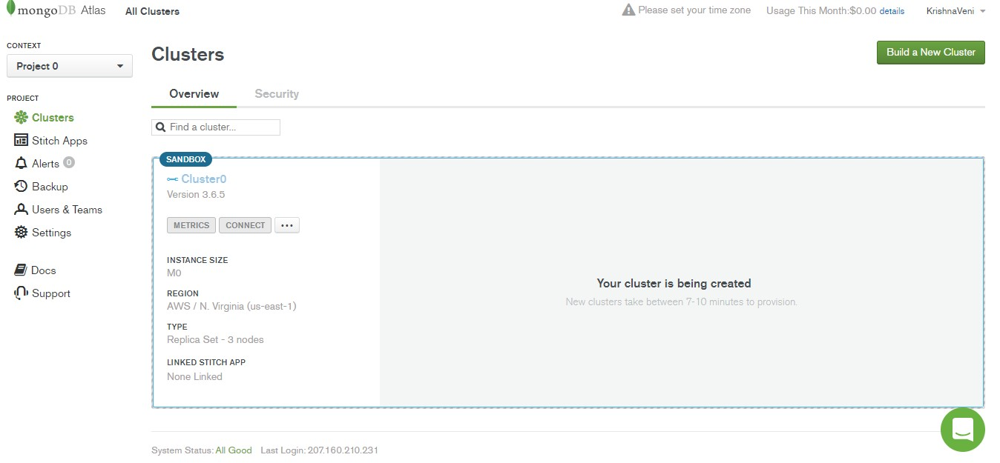 mongoDB Atlas All Clusters Please set your time zone Usage This Month:$0.00 details KrishnaVeni
CONTEXT
Project 0
PROJECT
Clusters
Stitch Apps
Alerts 0
Backup
Users & Teams
Settings
Docs
Support
Clusters
Build a New Cluster
Overview Security
Find a cluster...
SANDBOX
Cluster0
Version 3.6.5
METRICS CONNECT ...
INSTANCE SIZE
M0
REGION
AWS / N. Virginia (us-east-1)
TYPE
Replica Set - 3 nodes
LINKED STITCH APP
None Linked
Your cluster is being created
New clusters take between 7-10 minutes to provision.
System Status: All Good Last Login: 207.160.210.231